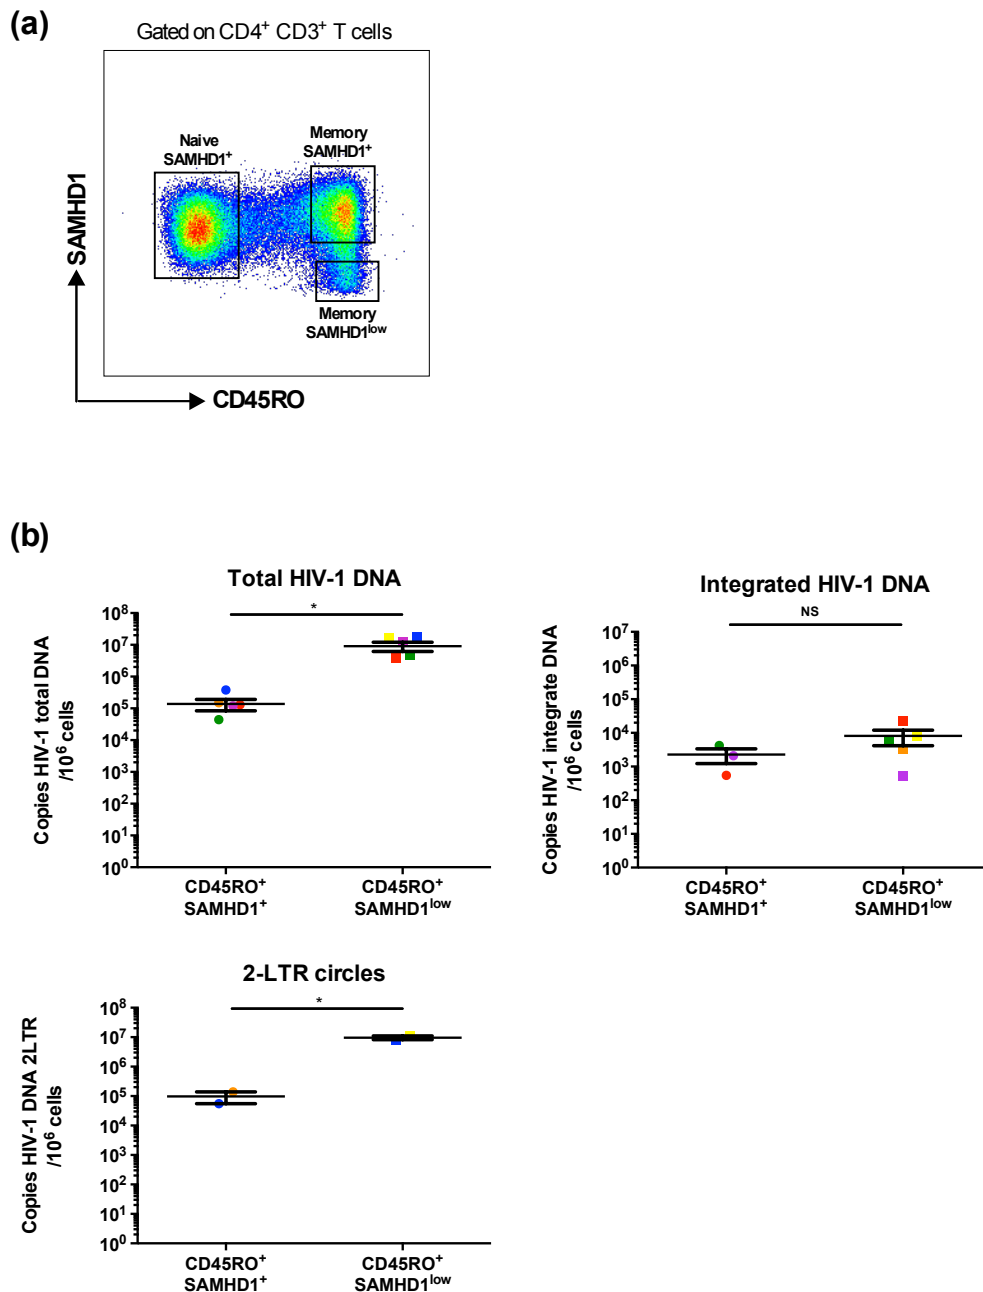 (a)
Gated on CD4⁺ CD3⁺ T cells
Naive
SAMHD1⁺
Memory
SAMHD1⁺
Memory
SAMHD1ˡᵒʷ
SAMHD1
CD45RO
(b)
Total HIV-1 DNA
*
Copies HIV-1 total DNA
/10⁶ cells
10⁸
10⁷
10⁶
10⁵
10⁴
10³
10²
10¹
10⁰
CD45RO⁺
SAMHD1⁺
CD45RO⁺
SAMHD1ˡᵒʷ
Integrated HIV-1 DNA
NS
Copies HIV-1 integrate DNA
/10⁶ cells
10⁷
10⁶
10⁵
10⁴
10³
10²
10¹
10⁰
CD45RO⁺
SAMHD1⁺
CD45RO⁺
SAMHD1ˡᵒʷ
2-LTR circles
*
Copies HIV-1 DNA 2LTR
/10⁶ cells
10⁸
10⁷
10⁶
10⁵
10⁴
10³
10²
10¹
10⁰
CD45RO⁺
SAMHD1⁺
CD45RO⁺
SAMHD1ˡᵒʷ